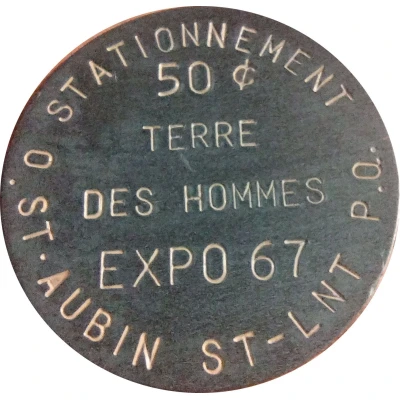 STATIONNEMENT
50 ¢
TERRE
DES HOMMES
EXPO 67
O. ST. AUBIN ST-LNT P.Q.